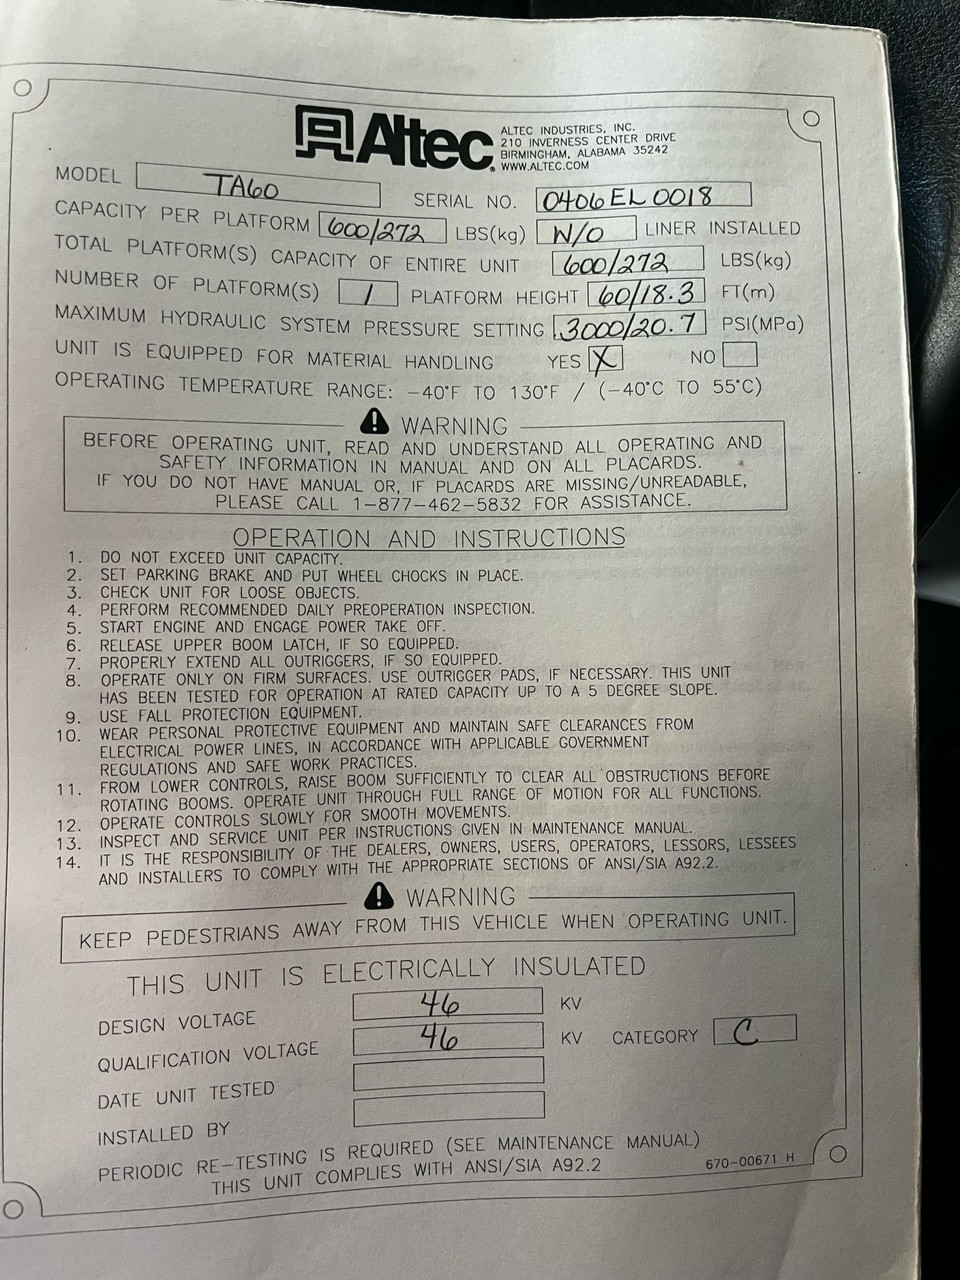 Altec
ALTEC INDUSTRIES, INC.
210 INVERNESS CENTER DRIVE
BIRMINGHAM, ALABAMA 35242
WWW.ALTEC.COM
MODEL TA60 SERIAL NO. 0406EL0018
CAPACITY PER PLATFORM 600/272 LBS(kg) W/O LINER INSTALLED
TOTAL PLATFORM(S) CAPACITY OF ENTIRE UNIT 600/272 LBS(kg)
NUMBER OF PLATFORM(S) 1 PLATFORM HEIGHT 60/18.3 FT(m)
MAXIMUM HYDRAULIC SYSTEM PRESSURE SETTING 3000/20.7 PSI(MPa)
UNIT IS EQUIPPED FOR MATERIAL HANDLING YES X NO
OPERATING TEMPERATURE RANGE: -40°F TO 130°F / (-40°C TO 55°C)
WARNING
BEFORE OPERATING UNIT, READ AND UNDERSTAND ALL OPERATING AND
SAFETY INFORMATION IN MANUAL AND ON ALL PLACARDS.
IF YOU DO NOT HAVE MANUAL OR, IF PLACARDS ARE MISSING/UNREADABLE,
PLEASE CALL 1-877-462-5832 FOR ASSISTANCE.
OPERATION AND INSTRUCTIONS
1. DO NOT EXCEED UNIT CAPACITY.
2. SET PARKING BRAKE AND PUT WHEEL CHOCKS IN PLACE.
3. CHECK UNIT FOR LOOSE OBJECTS.
4. PERFORM RECOMMENDED DAILY PREOPERATION INSPECTION.
5. START ENGINE AND ENGAGE POWER TAKE OFF.
6. RELEASE UPPER BOOM LATCH, IF SO EQUIPPED.
7. PROPERLY EXTEND ALL OUTRIGGERS, IF SO EQUIPPED.
8. OPERATE ONLY ON FIRM SURFACES. USE OUTRIGGER PADS, IF NECESSARY. THIS UNIT
HAS BEEN TESTED FOR OPERATION AT RATED CAPACITY UP TO A 5 DEGREE SLOPE.
9. USE FALL PROTECTION EQUIPMENT.
10. WEAR PERSONAL PROTECTIVE EQUIPMENT AND MAINTAIN SAFE CLEARANCES FROM
ELECTRICAL POWER LINES, IN ACCORDANCE WITH APPLICABLE GOVERNMENT
REGULATIONS AND SAFE WORK PRACTICES.
11. FROM LOWER CONTROLS, RAISE BOOM SUFFICIENTLY TO CLEAR ALL OBSTRUCTIONS BEFORE
ROTATING BOOMS. OPERATE UNIT THROUGH FULL RANGE OF MOTION FOR ALL FUNCTIONS.
12. OPERATE CONTROLS SLOWLY FOR SMOOTH MOVEMENTS.
13. INSPECT AND SERVICE UNIT PER INSTRUCTIONS GIVEN IN MAINTENANCE MANUAL.
14. IT IS THE RESPONSIBILITY OF THE DEALERS, OWNERS, USERS, OPERATORS, LESSORS, LESSEES
AND INSTALLERS TO COMPLY WITH THE APPROPRIATE SECTIONS OF ANSI/SIA A92.2.
WARNING
KEEP PEDESTRIANS AWAY FROM THIS VEHICLE WHEN OPERATING UNIT.
THIS UNIT IS ELECTRICALLY INSULATED
DESIGN VOLTAGE 46 KV
QUALIFICATION VOLTAGE 46 KV CATEGORY C
DATE UNIT TESTED
INSTALLED BY
PERIODIC RE-TESTING IS REQUIRED (SEE MAINTENANCE MANUAL)
THIS UNIT COMPLIES WITH ANSI/SIA A92.2 670-00671 H